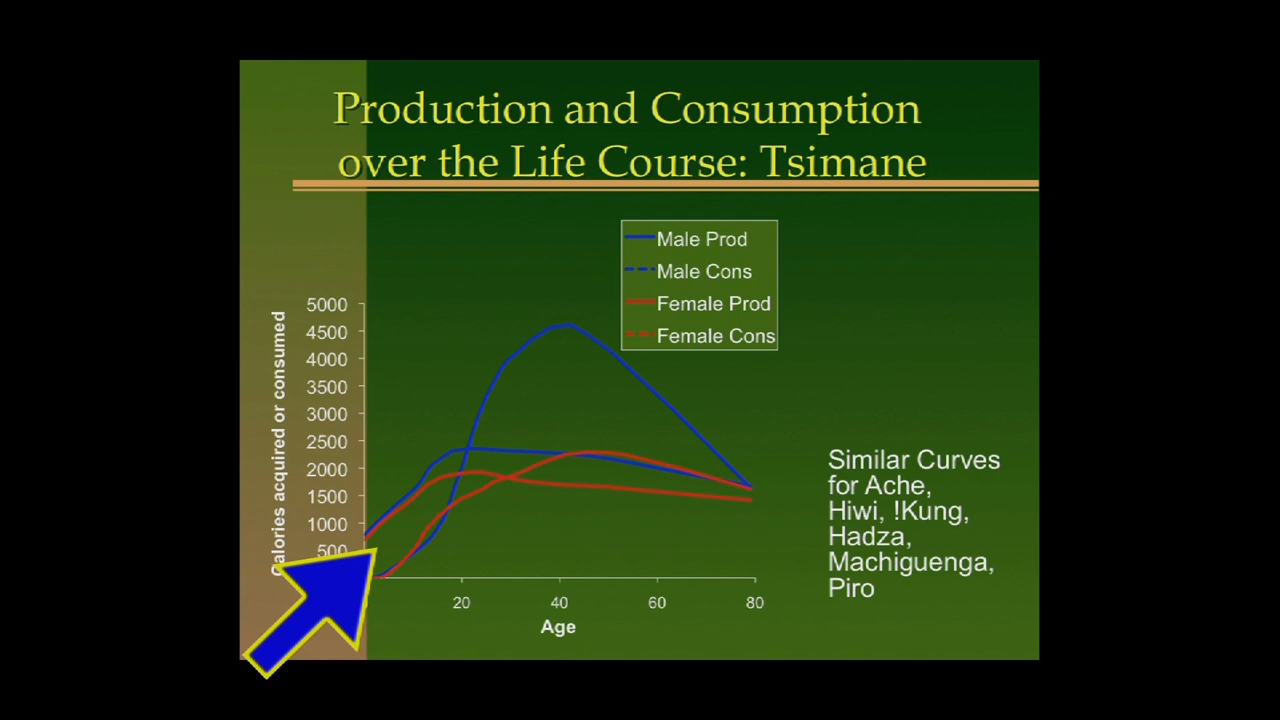 Production and Consumption
over the Life Course: Tsimane
Male Prod
Male Cons
Female Prod
Female Cons
5000
4500
4000
3500
3000
2500
2000
1500
1000
500
Calories acquired or consumed
20
40
60
80
Age
Similar Curves
for Ache,
Hiwi, !Kung,
Hadza,
Machiguenga,
Piro